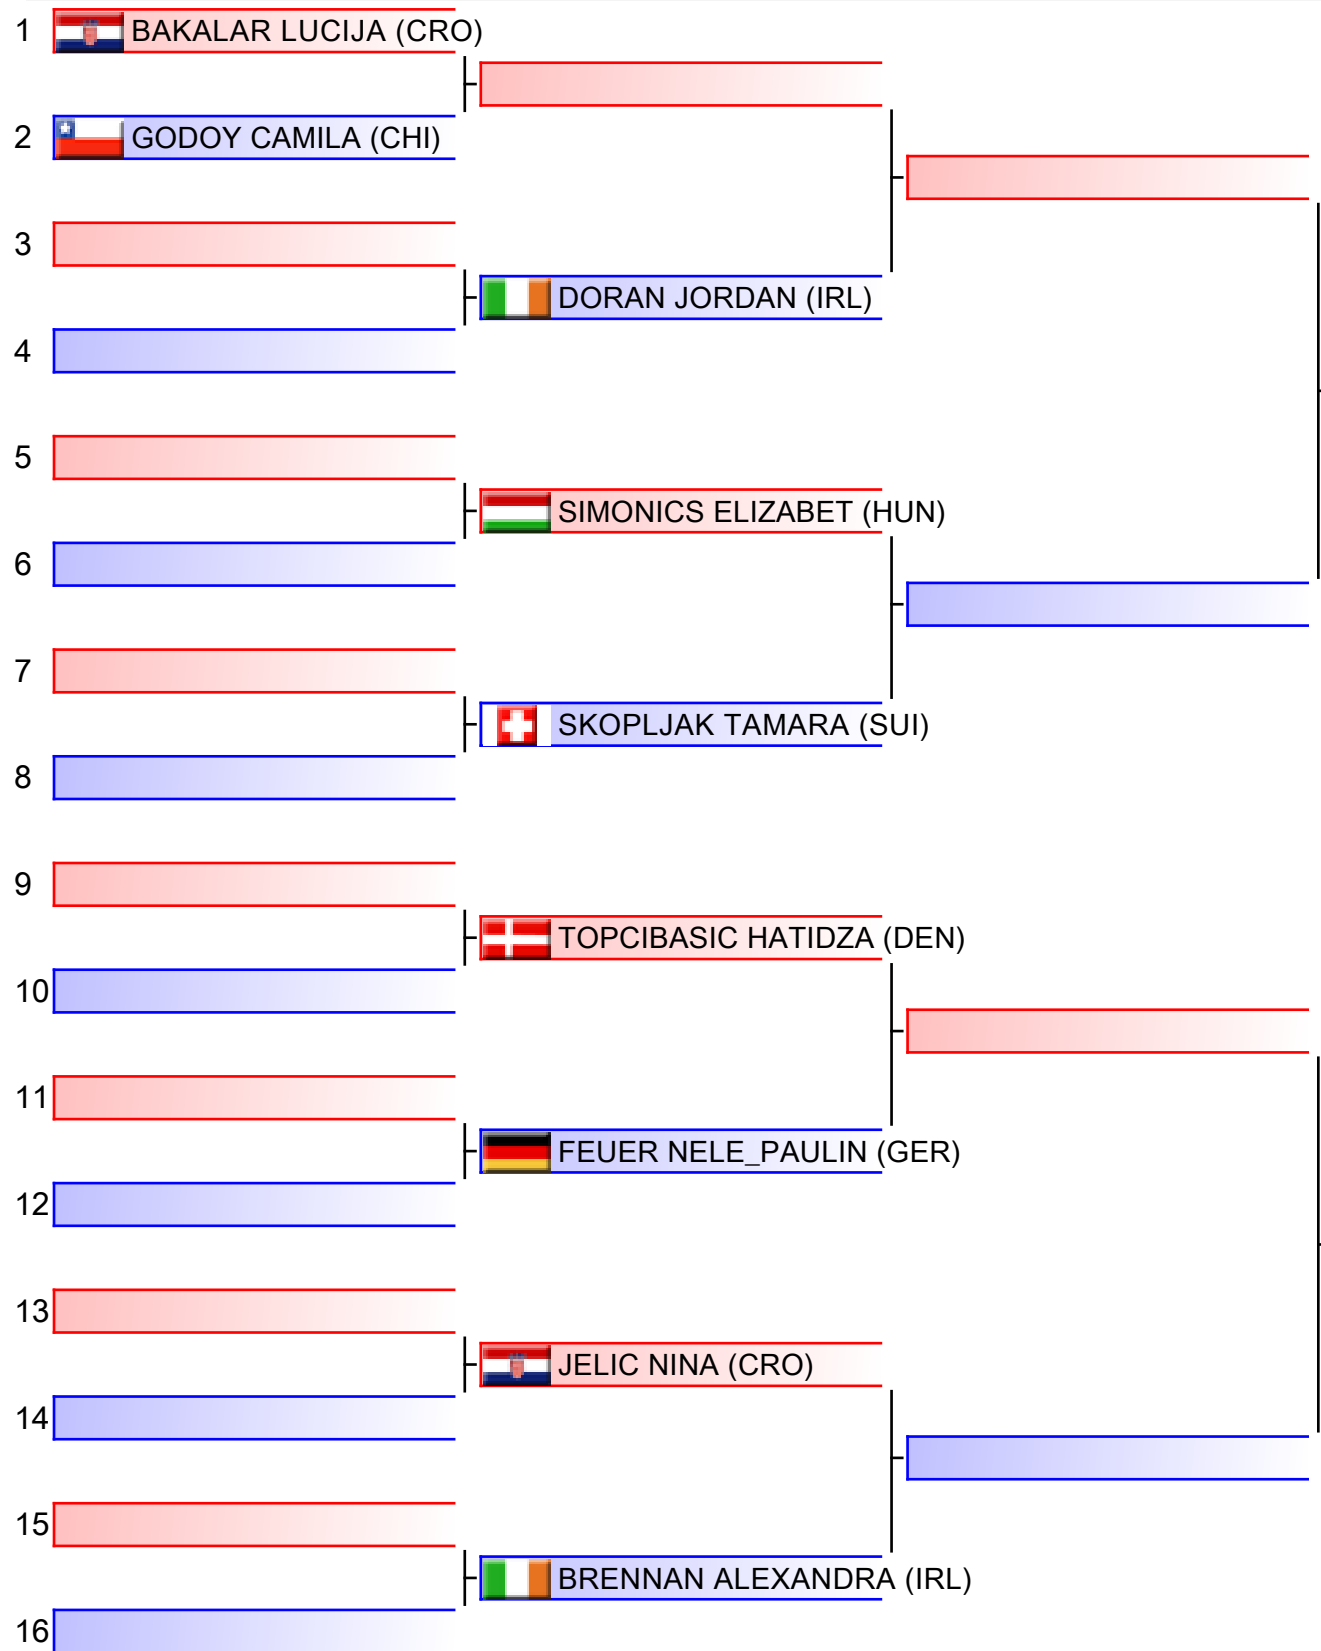 1 BAKALAR LUCIJA (CRO)
2 GODOY CAMILA (CHI)
3
DORAN JORDAN (IRL)
4
5
SIMONICS ELIZABET (HUN)
6
7
SKOPLJAK TAMARA (SUI)
8
9
TOPCIBASIC HATIDZA (DEN)
10
11
FEUER NELE_PAULIN (GER)
12
13
JELIC NINA (CRO)
14
15
BRENNAN ALEXANDRA (IRL)
16